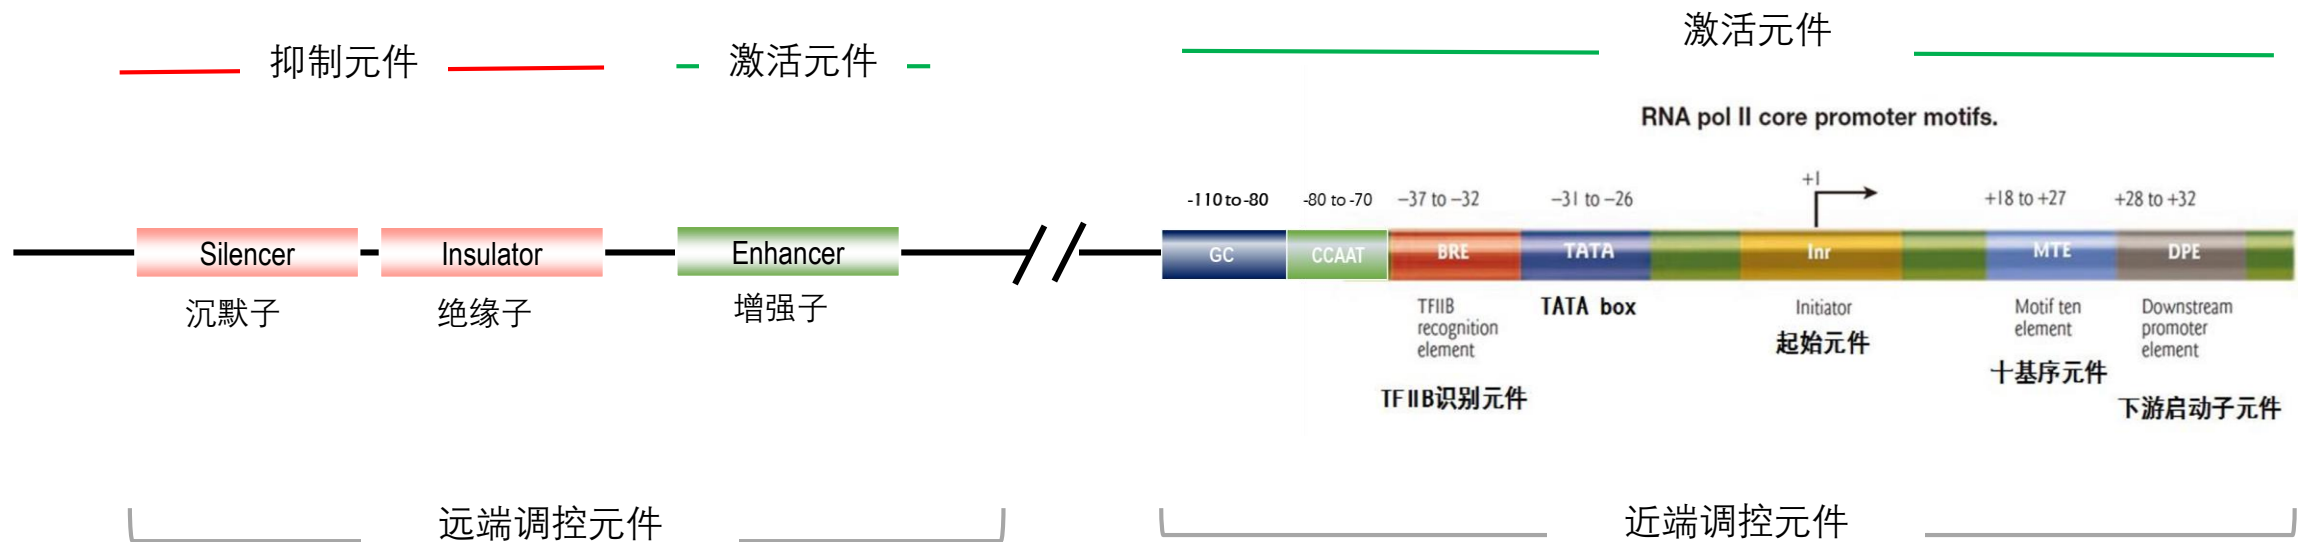 抑制元件
激活元件
激活元件
RNA pol II core promoter motifs.
-110 to -80
-80 to -70
–37 to –32
–31 to –26
+1
+18 to +27
+28 to +32
Silencer
Insulator
Enhancer
GC
CCAAT
BRE
TATA
Inr
MTE
DPE
沉默子
绝缘子
增强子
TFIIB
recognition
element
TFIIB识别元件
TATA box
Initiator
起始元件
Motif ten
element
十基序元件
Downstream
promoter
element
下游启动子元件
远端调控元件
近端调控元件